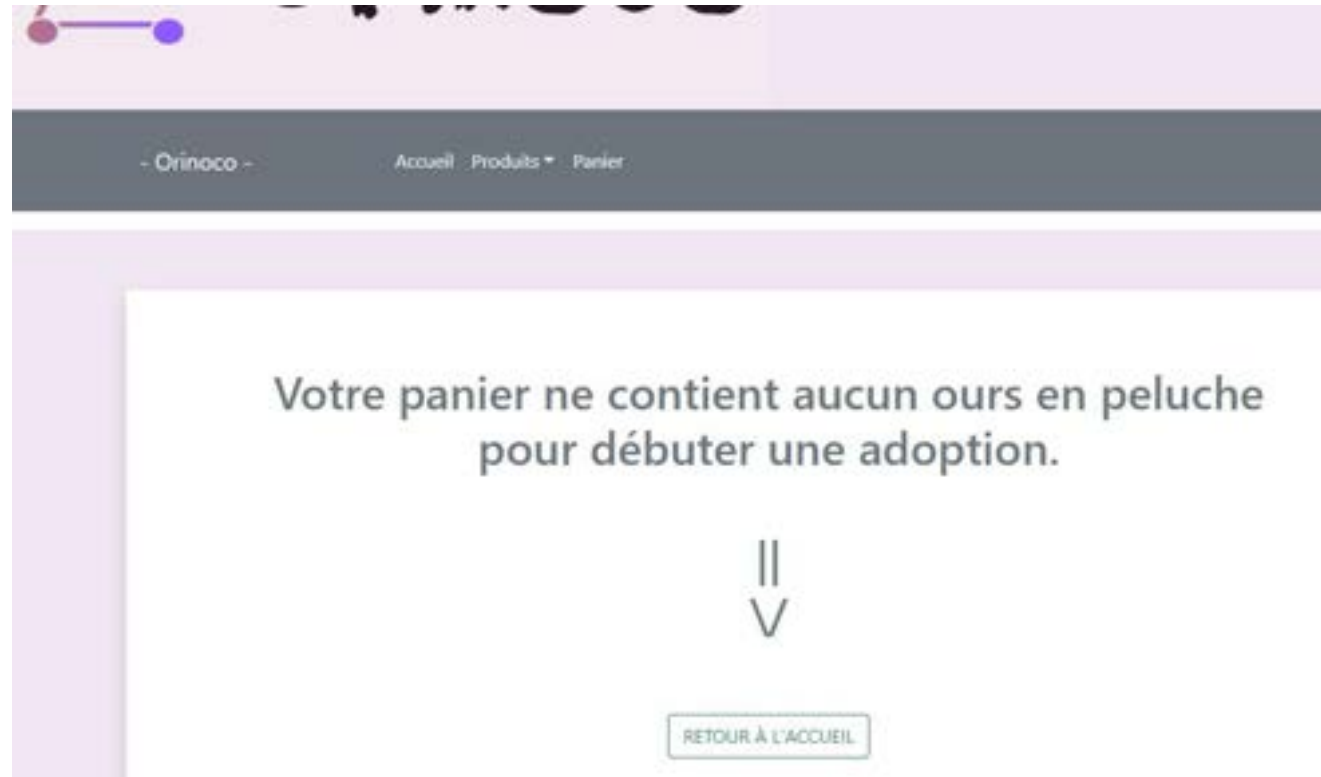 - Orinoco -
Accueil Produits Panier
Votre panier ne contient aucun ours en peluche
pour débuter une adoption.
||
V
RETOUR À L'ACCUEIL